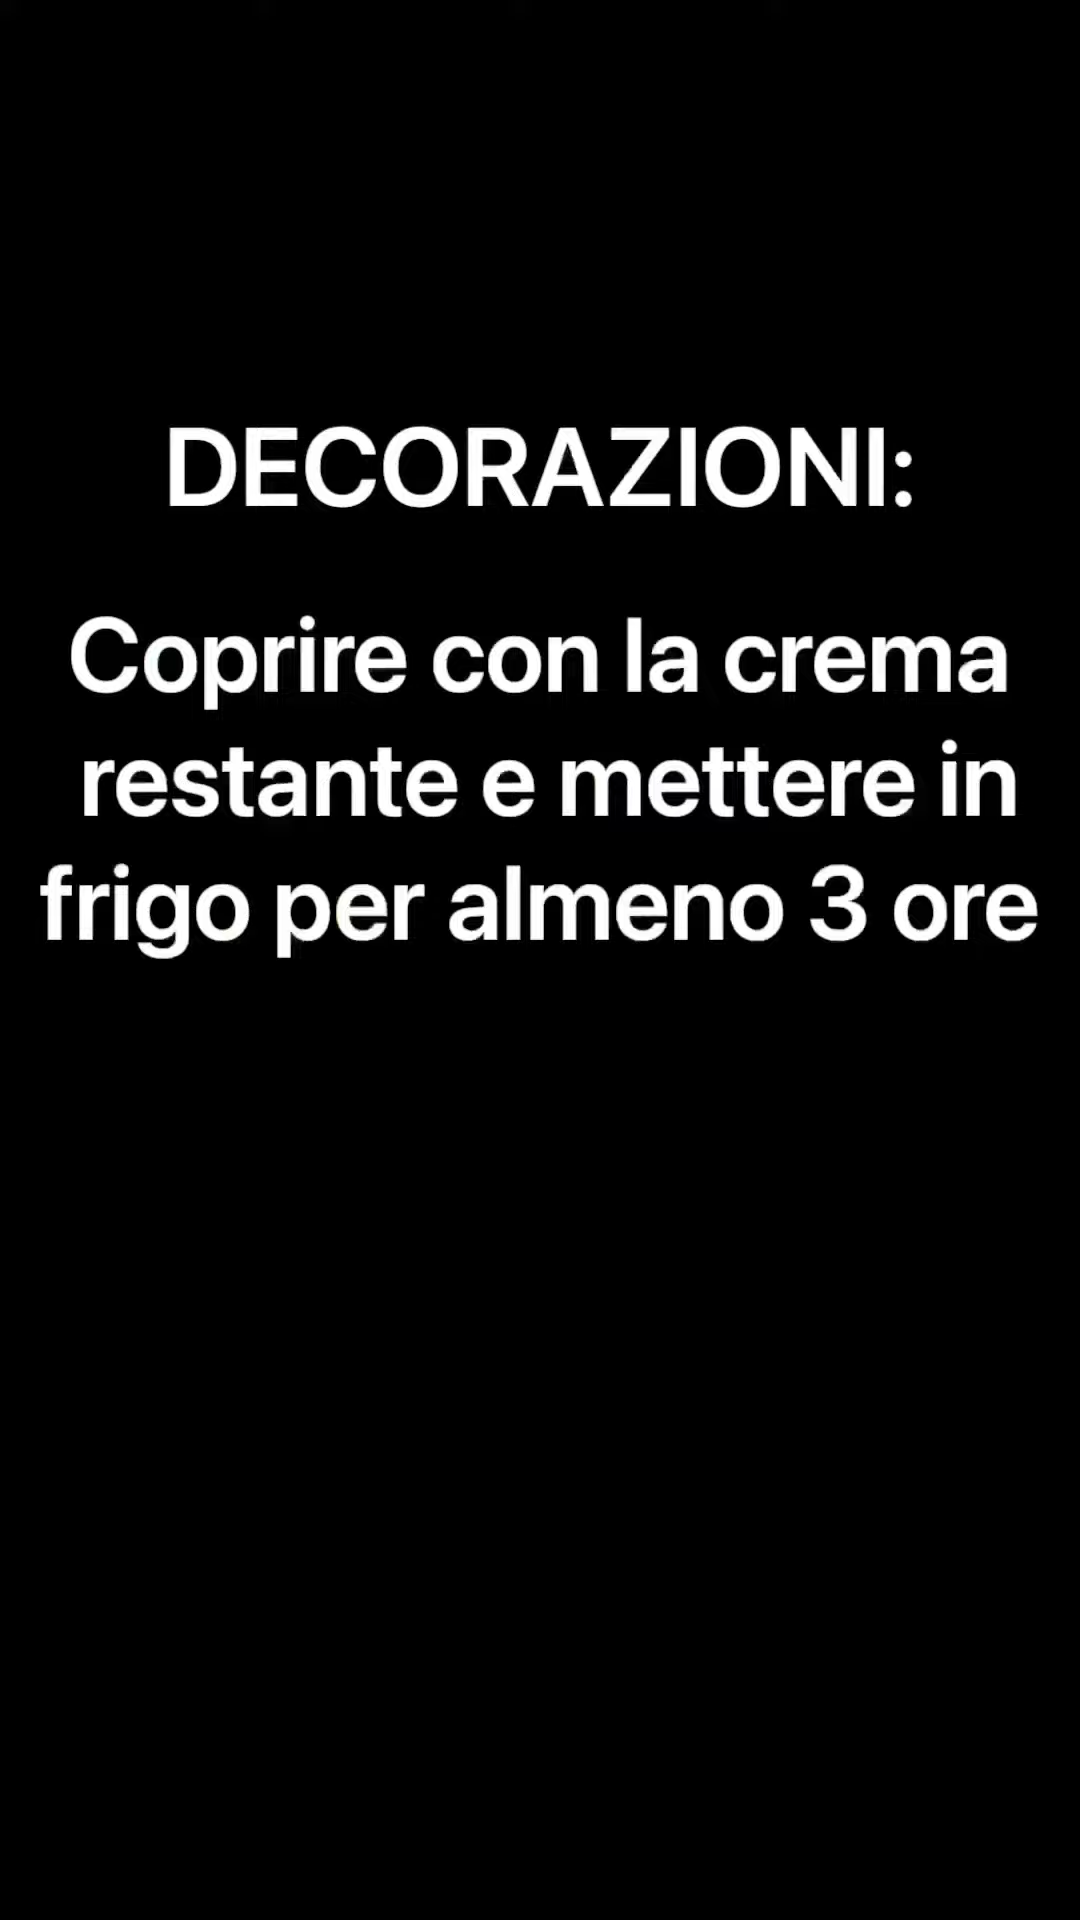 DECORAZIONI:
Coprire con la crema
restante e mettere in
frigo per almeno 3 ore